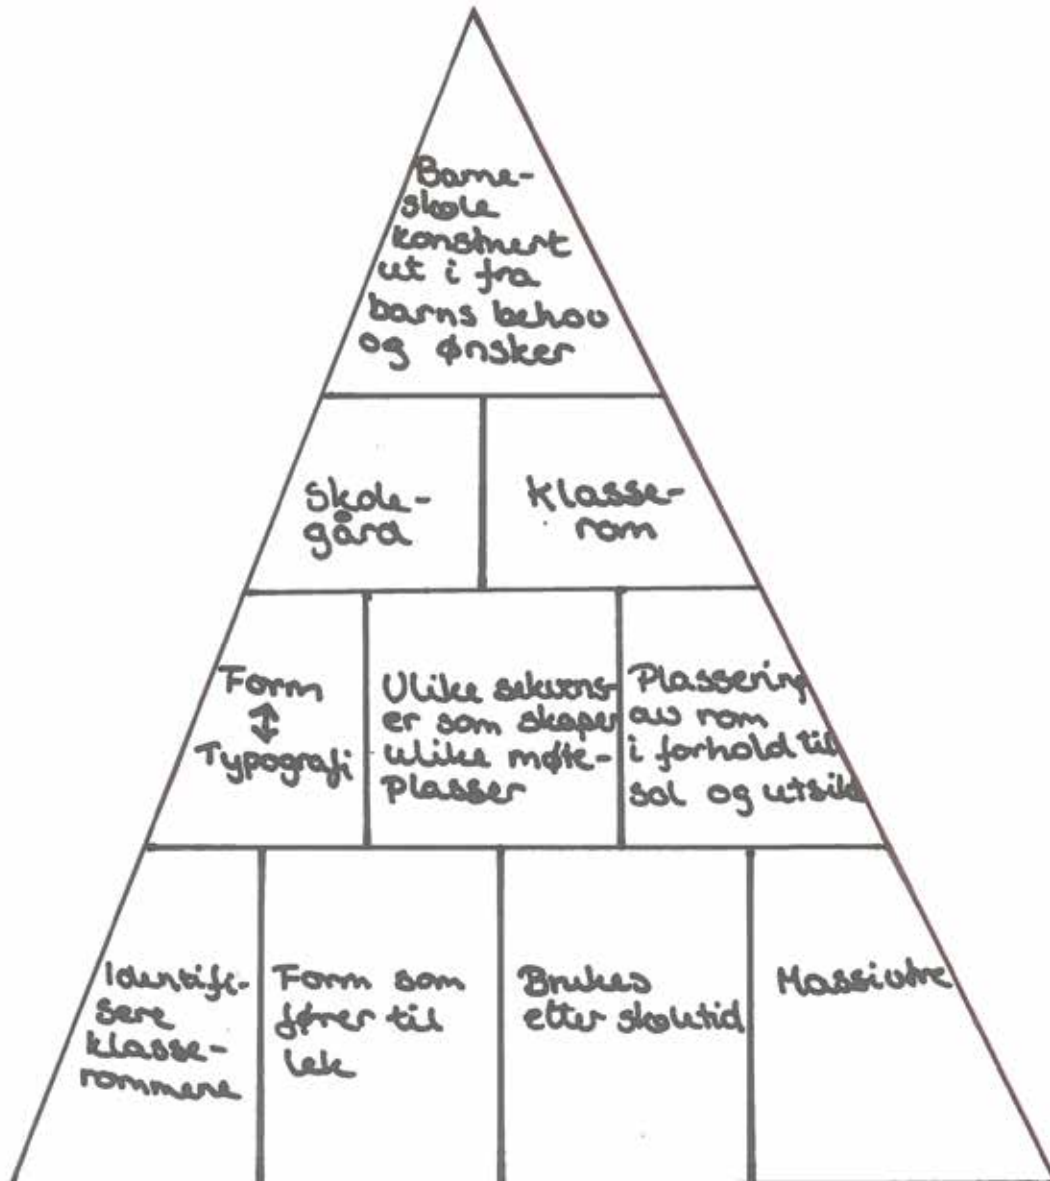 Barne-
skole
konstruert
ut i fra
barns behov
og ønsker
Skole-
gård
Klasse-
rom
Form
↕
Typografi
Ulike sekvens-
er som skaper
ulike møte-
plasser
Plassering
av rom
i forhold til
sol og utsikt
Identifi-
sere
klasse-
rommene
Form som
fører til
lek
Brukes
etter skoletid
Massivtre